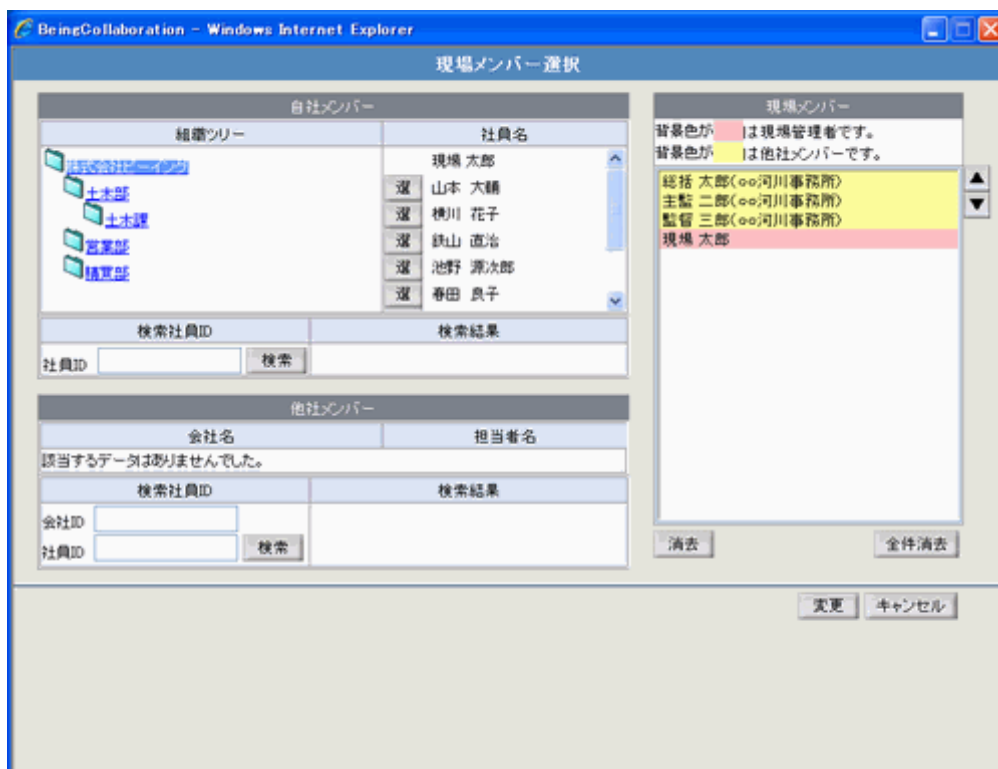 BeingCollaboration - Windows Internet Explorer
現場メンバー選択
自社メンバー
組織ツリー 社員名
株式会社ビーイング
土木部
土木課
営業部
積算部
現場 太郎
選 山本 大輔
選 横川 花子
選 鉄山 直治
選 池野 源次郎
選 春田 良子
検索社員ID 検索結果
社員ID 検索
他社メンバー
会社名 担当者名
該当するデータはありませんでした。
検索社員ID 検索結果
会社ID
社員ID 検索
現場メンバー
背景色が は現場管理者です。
背景色が は他社メンバーです。
総括 太郎(○○河川事務所)
主監 二郎(○○河川事務所)
監督 三郎(○○河川事務所)
現場 太郎
▲
▼
消去 全件消去
変更 キャンセル